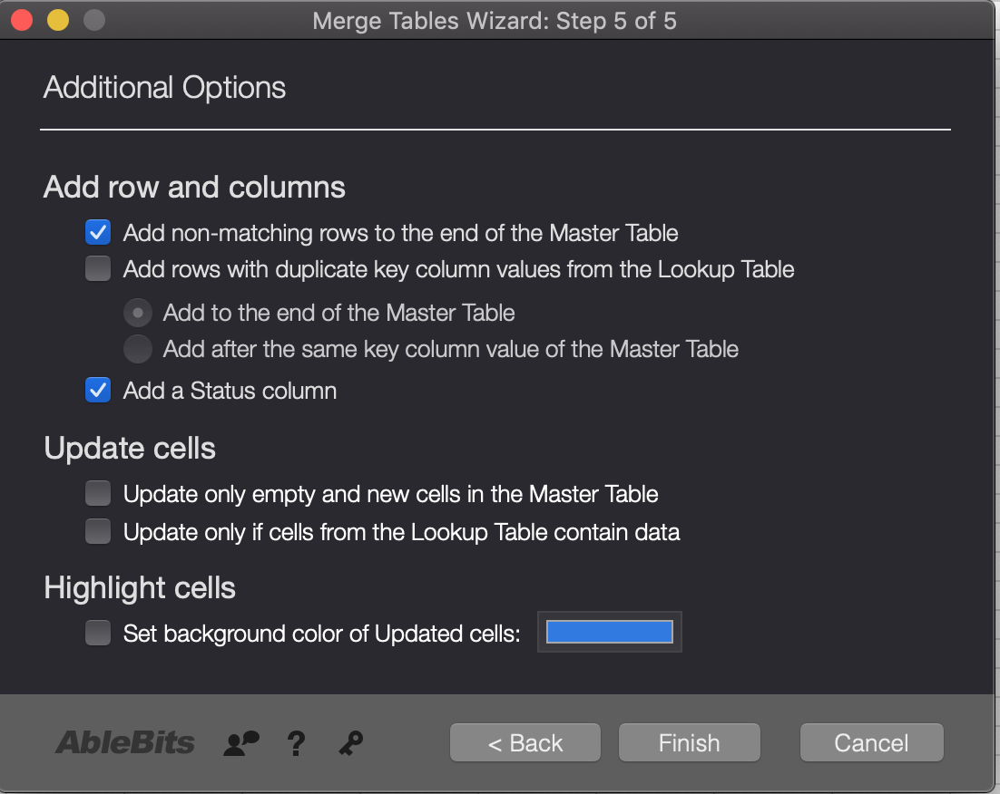 Merge Tables Wizard: Step 5 of 5
Additional Options
Add row and columns
Add non-matching rows to the end of the Master Table
Add rows with duplicate key column values from the Lookup Table
Add to the end of the Master Table
Add after the same key column value of the Master Table
Add a Status column
Update cells
Update only empty and new cells in the Master Table
Update only if cells from the Lookup Table contain data
Highlight cells
Set background color of Updated cells:
AbleBits ? < Back Finish Cancel